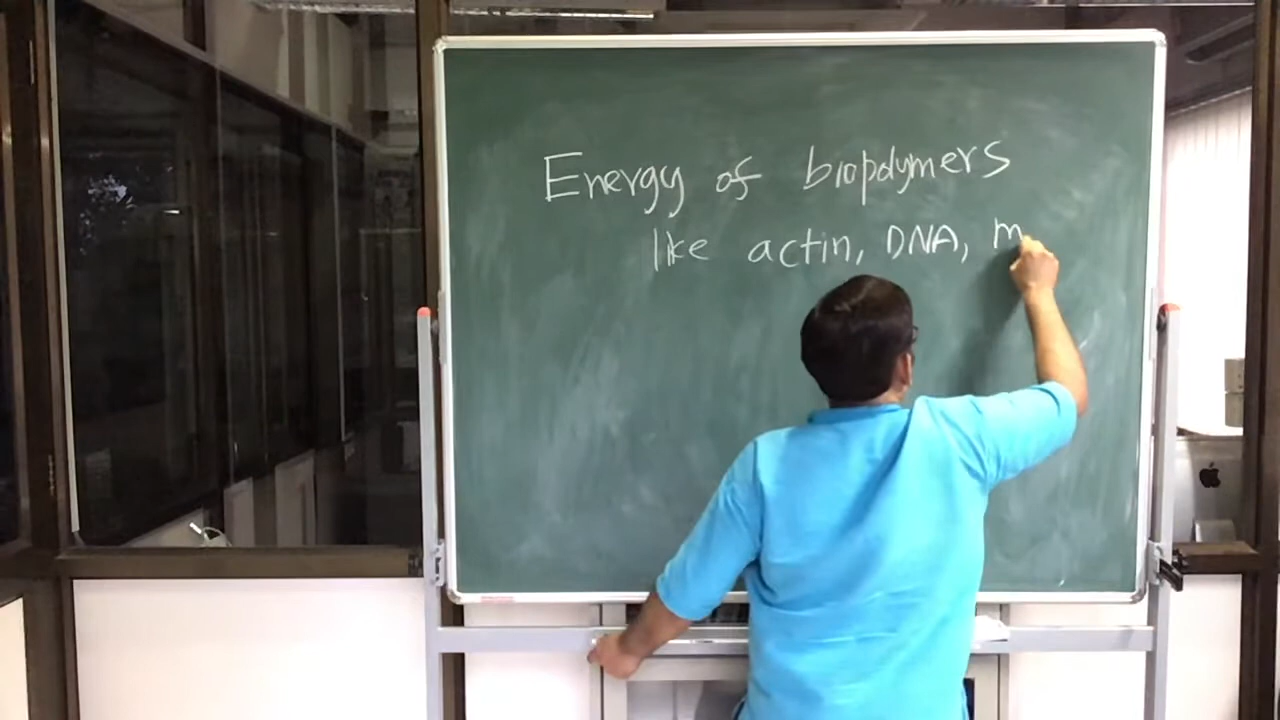 Energy of biopolymers
like actin, DNA, m